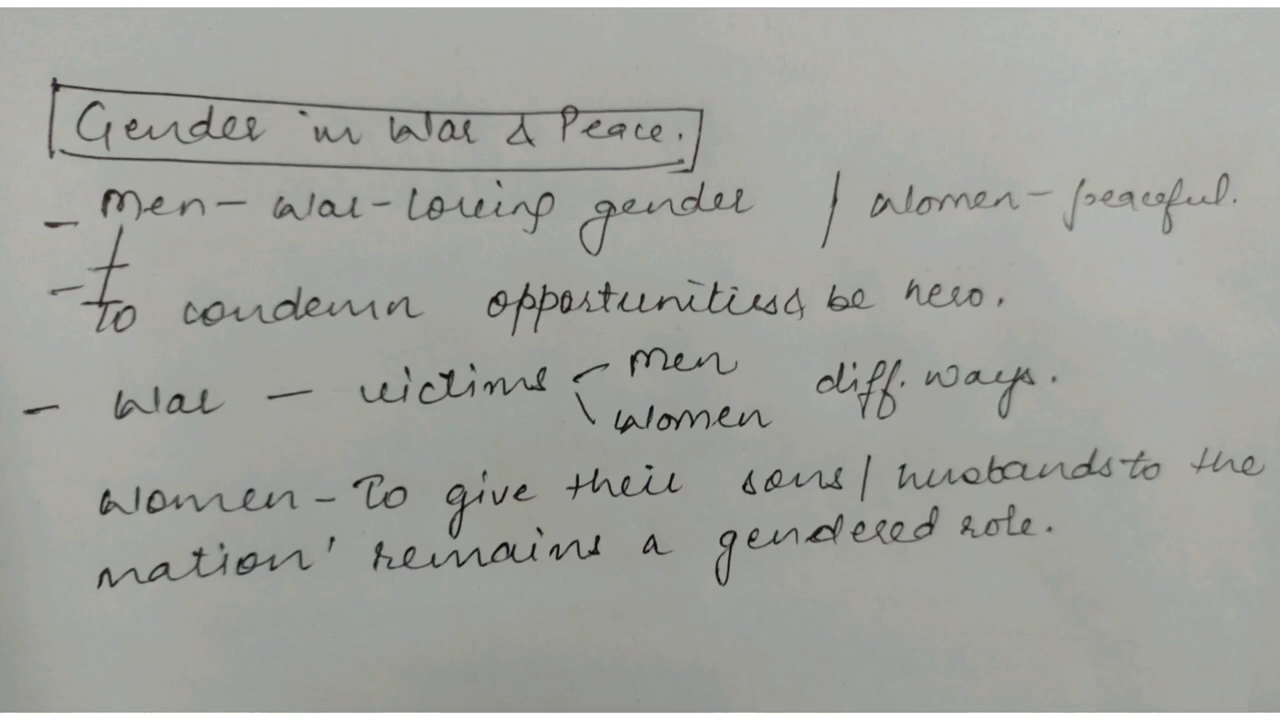 Gender in War & Peace.
- Men - War-loving gender / Women - peaceful.
- To condemn opportunities & be hero.
- War - victims - Men diff. ways.
\ Women
Women - To give their sons / husbands to the
nation' remains a gendered role.